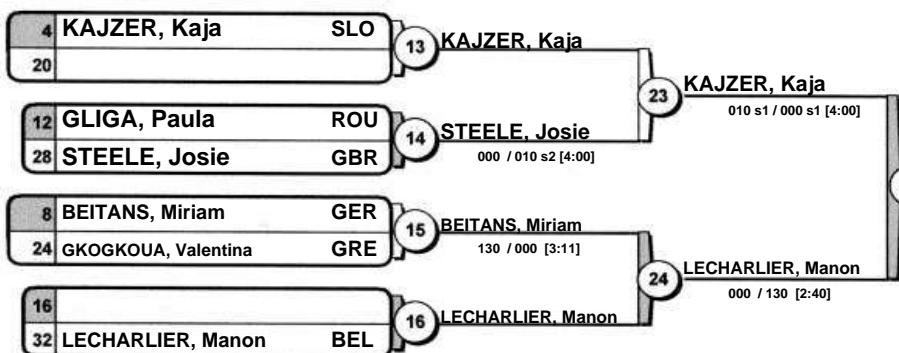 4 KAJZER, Kaja SLO
20
13 KAJZER, Kaja
12 GLIGA, Paula ROU
28 STEELE, Josie GBR
14 STEELE, Josie
000 / 010 s2 [4:00]
23 KAJZER, Kaja
010 s1 / 000 s1 [4:00]
8 BEITANS, Miriam GER
24 GKOGKOUA, Valentina GRE
15 BEITANS, Miriam
130 / 000 [3:11]
16
32 LECHARLIER, Manon BEL
16 LECHARLIER, Manon
24 LECHARLIER, Manon
000 / 130 [2:40]